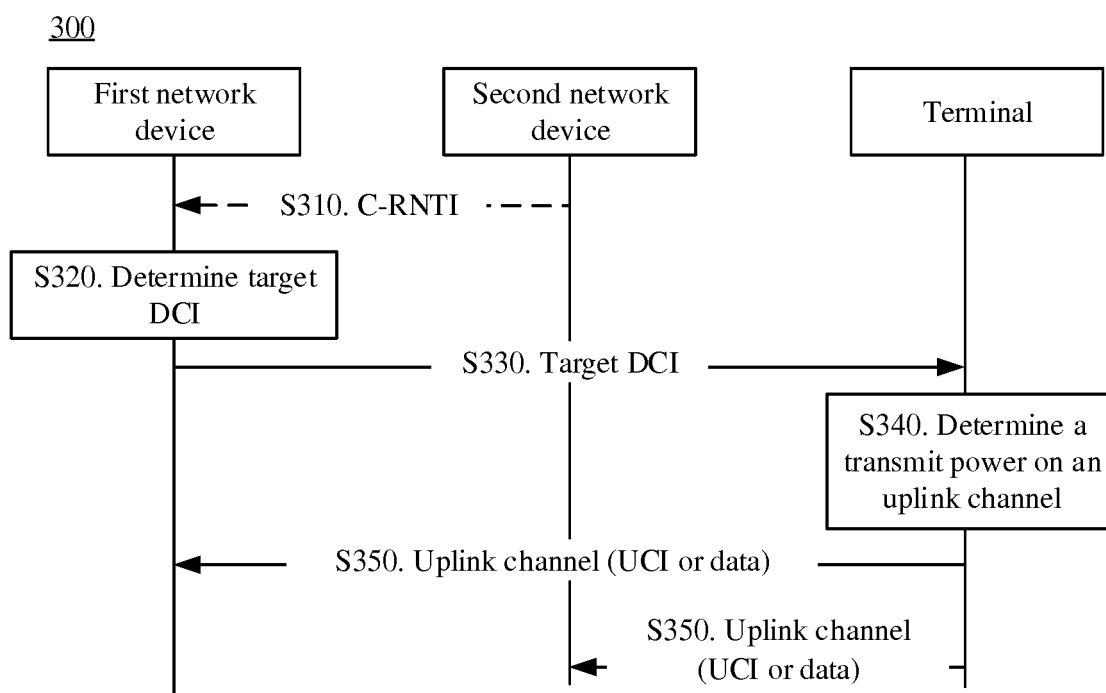 300
First network
device
Second network
device
Terminal
S310. C-RNTI
S320. Determine target
DCI
S330. Target DCI
S340. Determine a
transmit power on an
uplink channel
S350. Uplink channel (UCI or data)
S350. Uplink channel
(UCI or data)